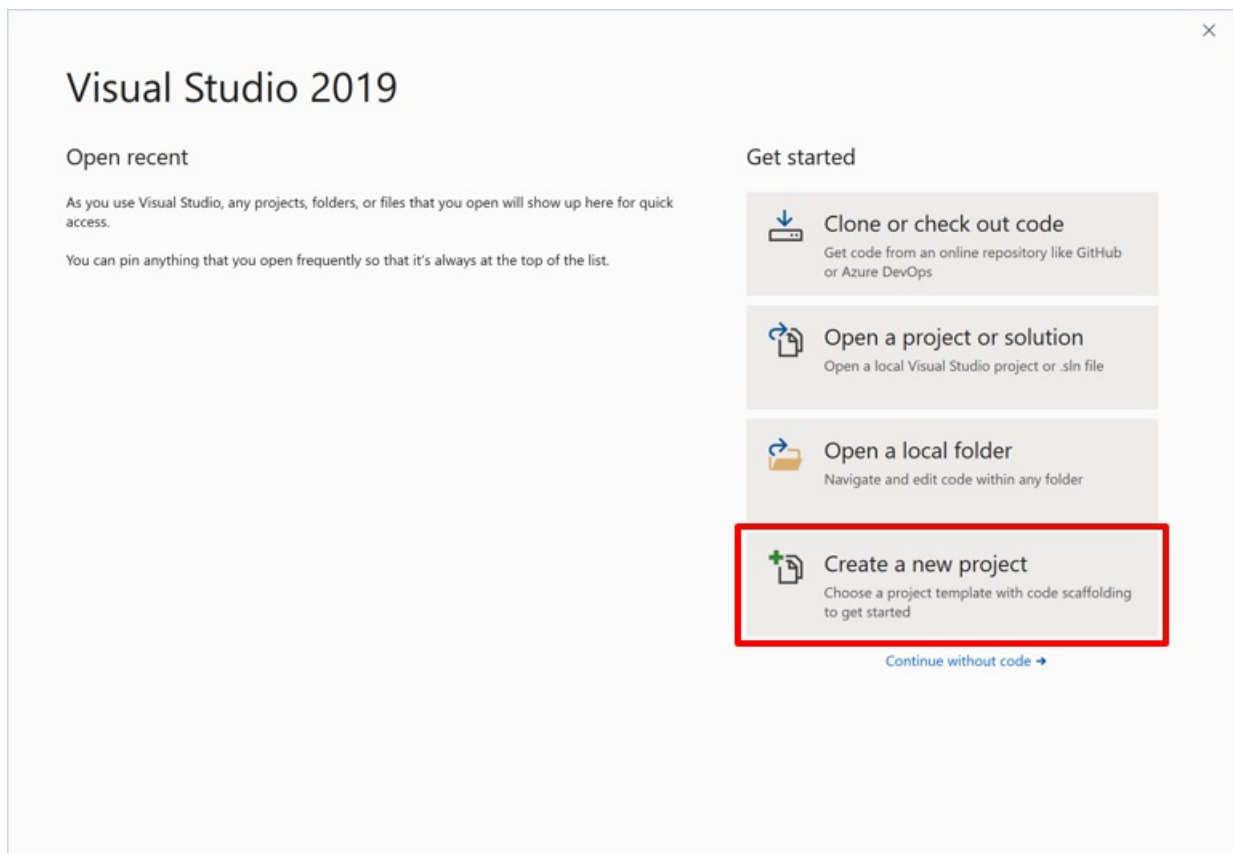 Visual Studio 2019
Open recent
As you use Visual Studio, any projects, folders, or files that you open will show up here for quick
access.
You can pin anything that you open frequently so that it's always at the top of the list.
Get started
Clone or check out code
Get code from an online repository like GitHub
or Azure DevOps
Open a project or solution
Open a local Visual Studio project or .sln file
Open a local folder
Navigate and edit code within any folder
Create a new project
Choose a project template with code scaffolding
to get started
Continue without code →